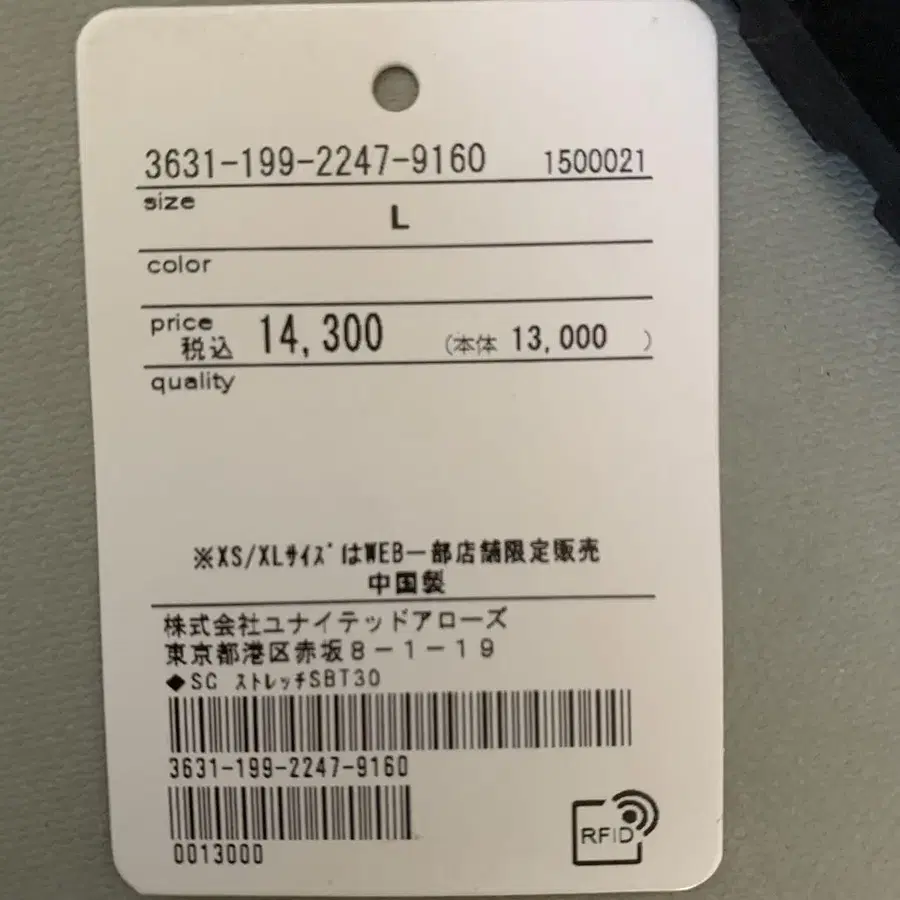 3631-199-2247-9160 1500021
size
L
color
price
税込 14,300 (本体 13,000 )
quality
※XS/XLｻｲｽﾞはWEB一部店舗限定販売
中国製
株式会社ユナイテッドアローズ
東京都港区赤坂８－１－１９
◆SC ｽﾄﾚｯﾁSBT30
3631-199-2247-9160
0013000
RFID